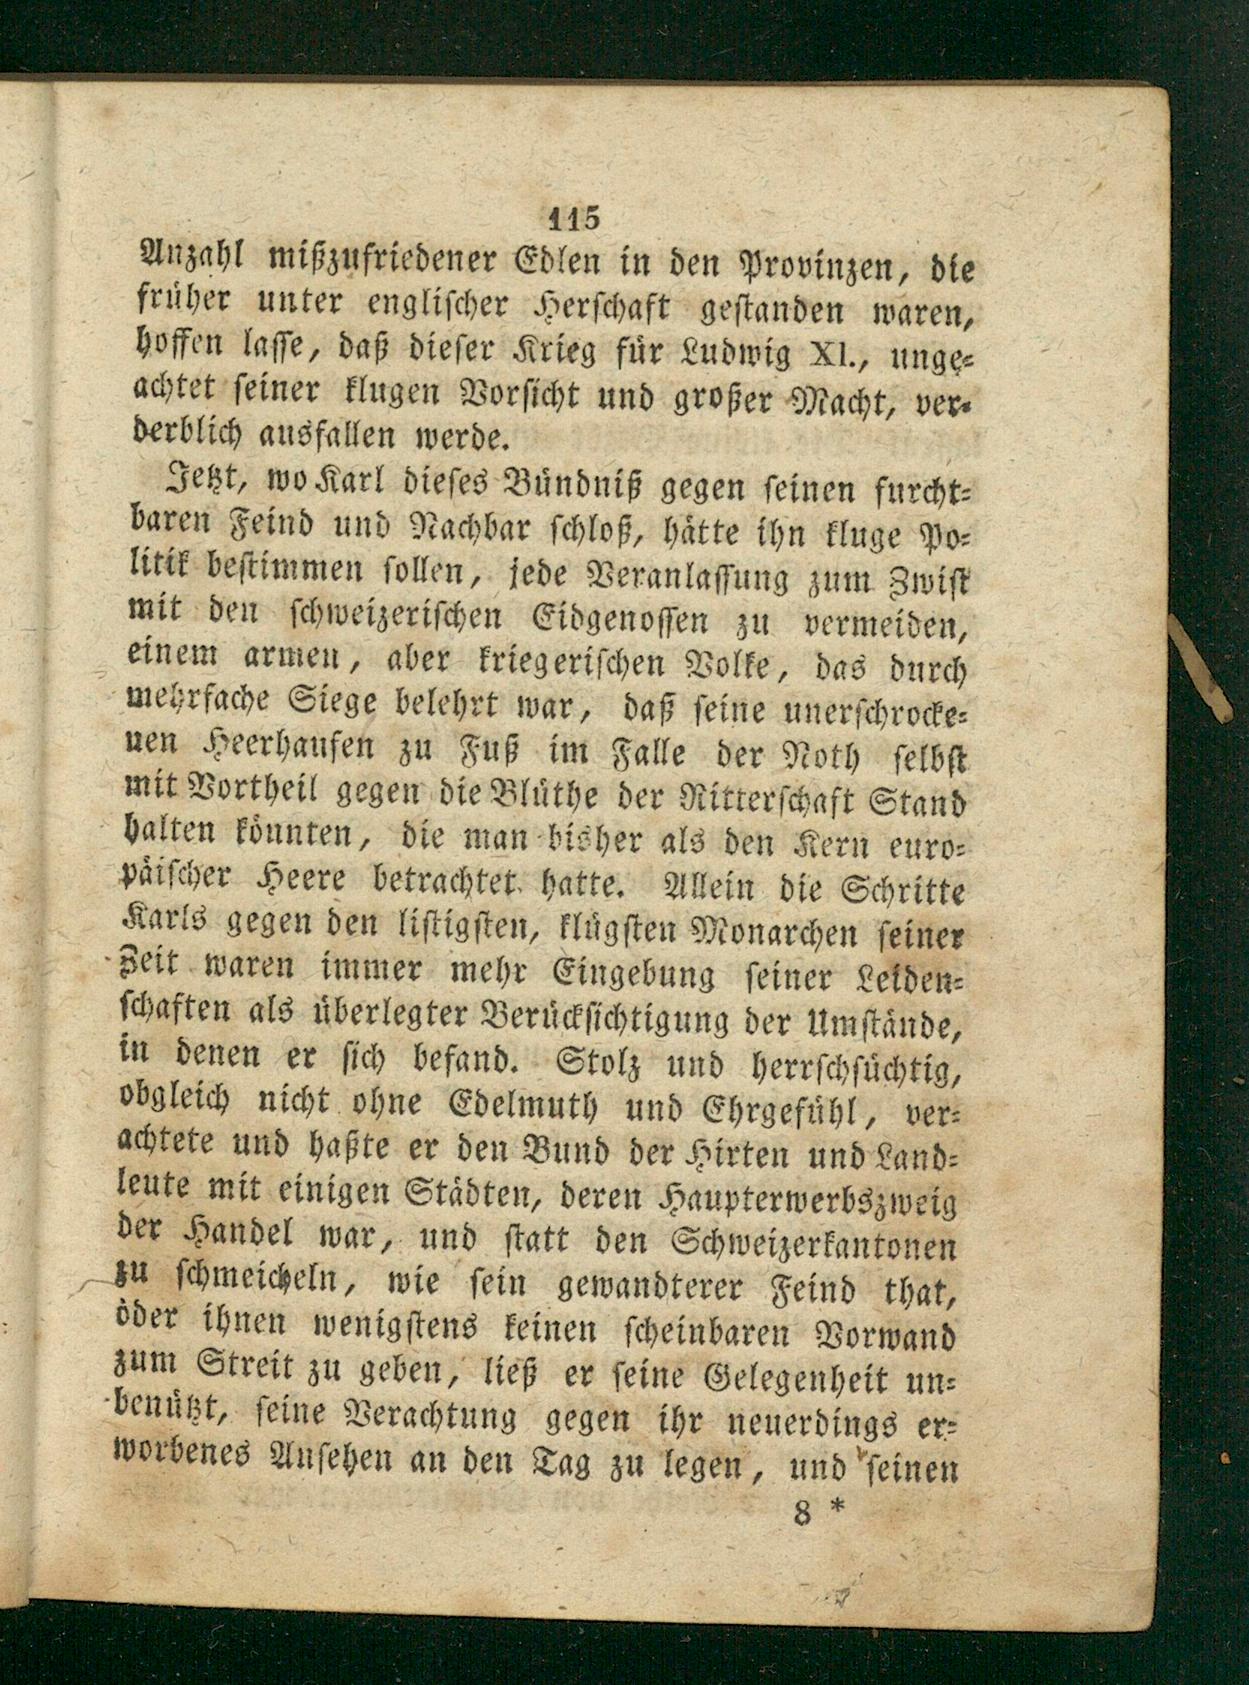 115
Anzahl mißzufriedener Edlen in den Provinzen, die
früher unter englischer Herschaft gestanden waren,
hoffen lasse, daß dieser Krieg für Ludwig XI., unge-
achtet seiner klugen Vorsicht und großer Macht, ver-
derblich ausfallen werde.
Jetzt, wo Karl dieses Bündniß gegen seinen furcht-
baren Feind und Nachbar schloß, hätte ihn kluge Po-
litik bestimmen sollen, jede Veranlassung zum Zwist
mit den schweizerischen Eidgenossen zu vermeiden,
einem armen, aber kriegerischen Volke, das durch
mehrfache Siege belehrt war, daß seine unerschrocke-
nen Heerhaufen zu Fuß im Falle der Noth selbst
mit Vortheil gegen die Blüthe der Ritterschaft Stand
halten könnten, die man bisher als den Kern euro-
päischer Heere betrachtet hatte. Allein die Schritte
Karls gegen den listigsten, klügsten Monarchen seiner
Zeit waren immer mehr Eingebung seiner Leiden-
schaften als überlegter Berücksichtigung der Umstände,
in denen er sich befand. Stolz und herrschsüchtig,
obgleich nicht ohne Edelmuth und Ehrgefühl, ver-
achtete und haßte er den Bund der Hirten und Land-
leute mit einigen Städten, deren Haupterwerbszweig
der Handel war, und statt den Schweizerkantonen
zu schmeicheln, wie sein gewandterer Feind that,
oder ihnen wenigstens keinen scheinbaren Vorwand
zum Streit zu geben, ließ er seine Gelegenheit un-
benützt, seine Verachtung gegen ihr neuerdings er-
worbenes Ansehen an den Tag zu legen, und seinen
8 *